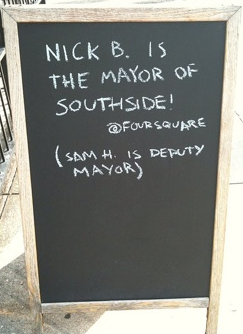 NICK B. IS
THE MAYOR OF
SOUTHSIDE!
@FOURSQUARE
(SAM H. IS DEPUTY
MAYOR)